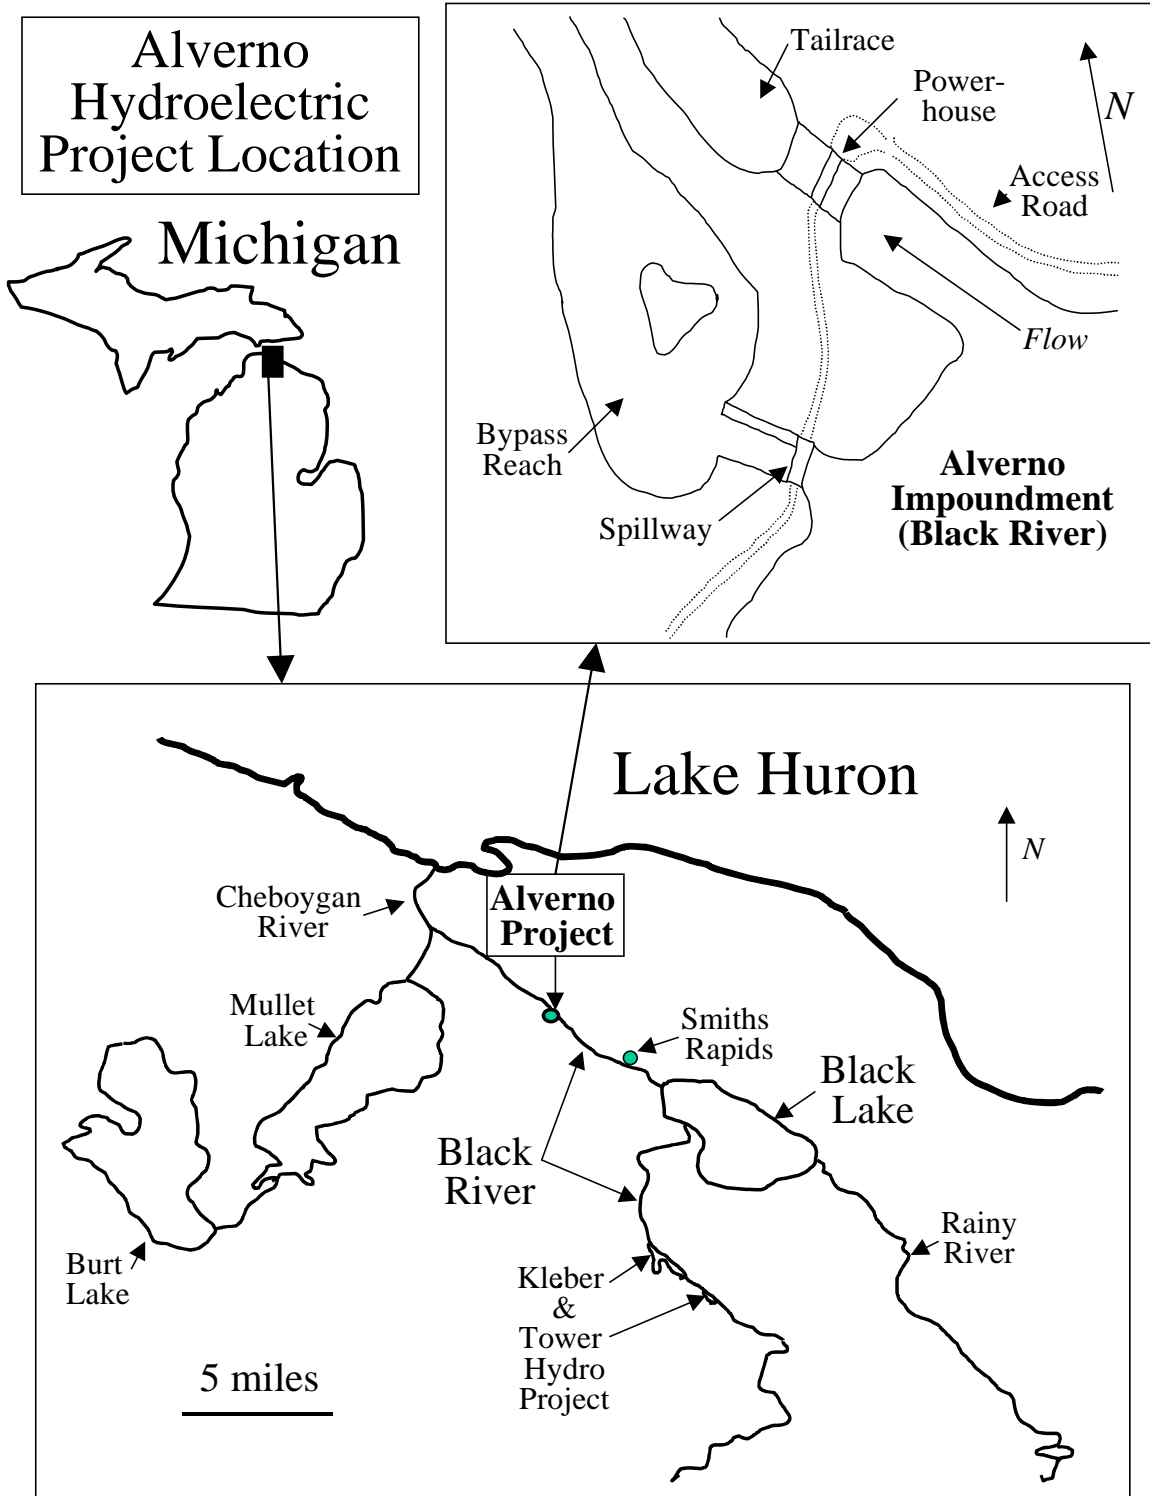 Alverno
Hydroelectric
Project Location
Michigan
Tailrace
Power-
house
N
Access
Road
Flow
Bypass
Reach
Spillway
Alverno
Impoundment
(Black River)
Lake Huron
N
Cheboygan
River
Alverno
Project
Mullet
Lake
Smiths
Rapids
Black
Lake
Black
River
Rainy
River
Burt
Lake
Kleber
&
Tower
Hydro
Project
5 miles